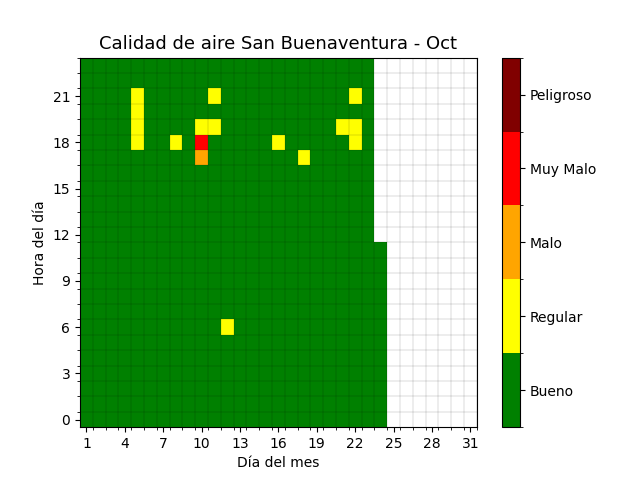 Calidad de aire San Buenaventura - Oct
Hora del día
21
18
15
12
9
6
3
0
1 4 7 10 13 16 19 22 25 28 31
Día del mes
Peligroso
Muy Malo
Malo
Regular
Bueno